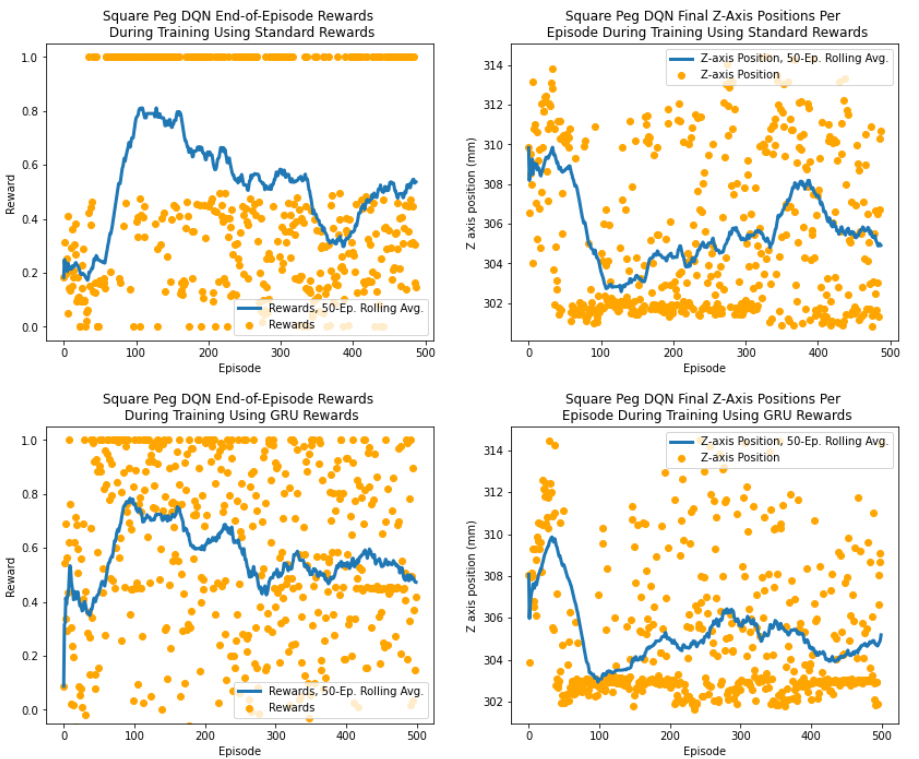 Square Peg DQN End-of-Episode Rewards
During Training Using Standard Rewards
1.0
0.8
0.6
0.4
0.2
0.0
Reward
0
100
200
300
400
500
Episode
Rewards, 50-Ep. Rolling Avg.
Rewards
Square Peg DQN Final Z-Axis Positions Per
Episode During Training Using Standard Rewards
314
312
310
308
306
304
302
Z axis position (mm)
0
100
200
300
400
500
Episode
Z-axis Position, 50-Ep. Rolling Avg.
Z-axis Position
Square Peg DQN End-of-Episode Rewards
During Training Using GRU Rewards
1.0
0.8
0.6
0.4
0.2
0.0
Reward
0
100
200
300
400
500
Episode
Rewards, 50-Ep. Rolling Avg.
Rewards
Square Peg DQN Final Z-Axis Positions Per
Episode During Training Using GRU Rewards
314
312
310
308
306
304
302
Z axis position (mm)
0
100
200
300
400
500
Episode
Z-axis Position, 50-Ep. Rolling Avg.
Z-axis Position